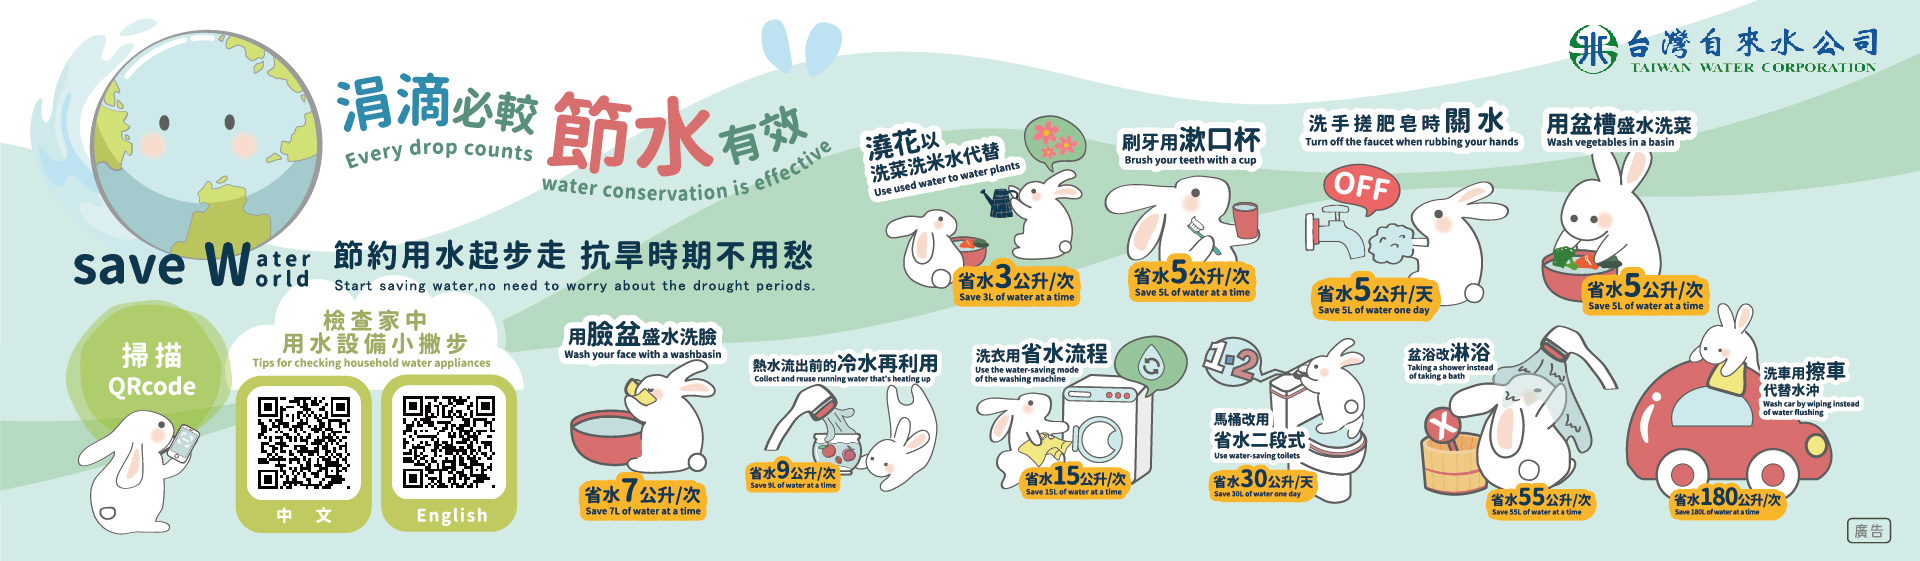 台灣自來水公司
TAIWAN WATER CORPORATION
涓滴必較 節水有效
Every drop counts
water conservation is effective
save Water World
節約用水起步走 抗旱時期不用愁
Start saving water,no need to worry about the drought periods.
掃描
QRcode
檢查家中
用水設備小撇步
Tips for checking household water appliances
中 文
English
澆花以
洗菜洗米水代替
Use used water to water plants
省水3公升/次
Save 3L of water at a time
刷牙用漱口杯
Brush your teeth with a cup
省水5公升/次
Save 5L of water at a time
洗手搓肥皂時關水
Turn off the faucet when rubbing your hands
OFF
省水5公升/天
Save 5L of water one day
用盆槽盛水洗菜
Wash vegetables in a basin
省水5公升/次
Save 5L of water at a time
用臉盆盛水洗臉
Wash your face with a washbasin
省水7公升/次
Save 7L of water at a time
熱水流出前的冷水再利用
Collect and reuse running water that's heating up
省水9公升/次
Save 9L of water at a time
洗衣用省水流程
Use the water-saving mode
of the washing machine
省水15公升/次
Save 15L of water at a time
1·2
馬桶改用
省水二段式
Use water-saving toilets
省水30公升/天
Save 30L of water one day
盆浴改淋浴
Taking a shower instead
of taking a bath
省水55公升/次
Save 55L of water at a time
洗車用擦車
代替水沖
Wash car by wiping instead
of water flushing
省水180公升/次
Save 180L of water at a time
廣告